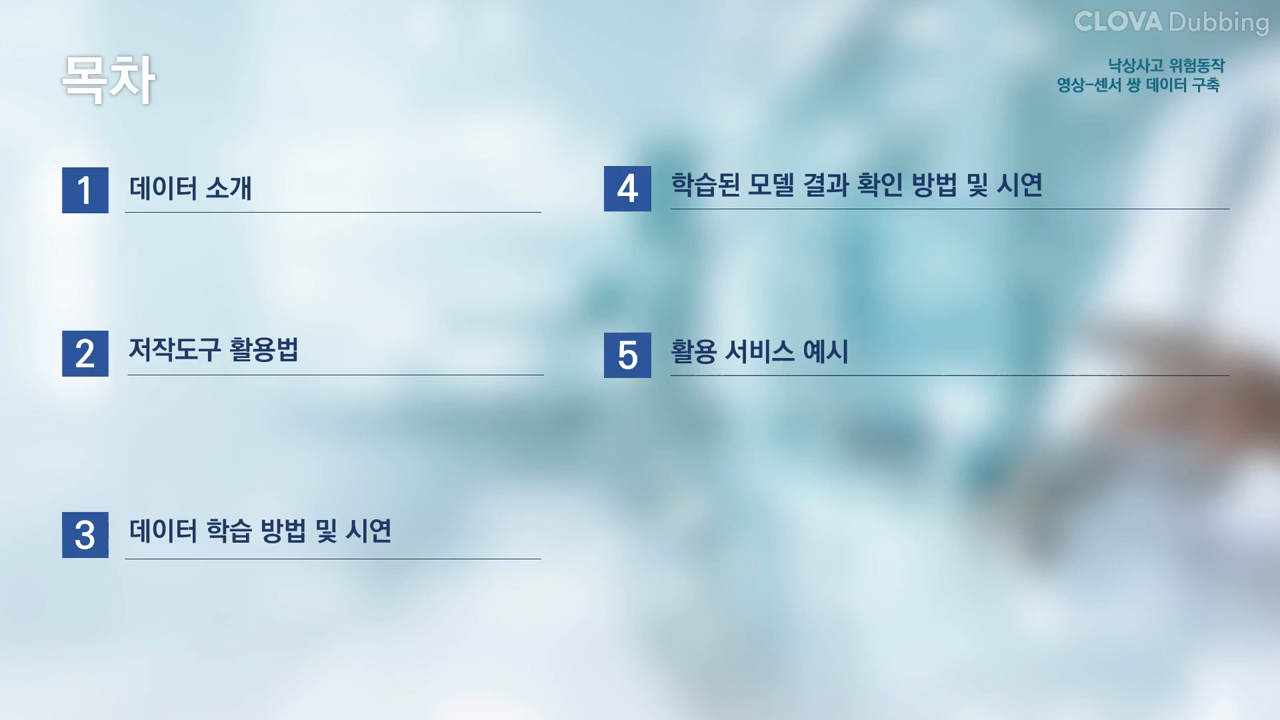 CLOVA Dubbing
목차
낙상사고 위험동작
영상-센서 쌍 데이터 구축
1 데이터 소개
2 저작도구 활용법
3 데이터 학습 방법 및 시연
4 학습된 모델 결과 확인 방법 및 시연
5 활용 서비스 예시